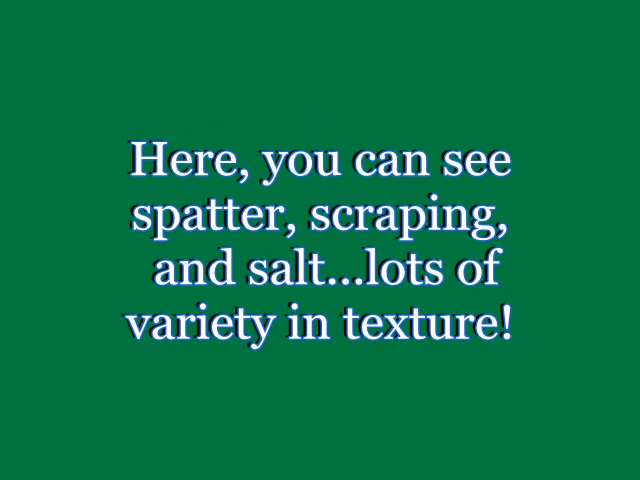 Here, you can see
spatter, scraping,
and salt...lots of
variety in texture!